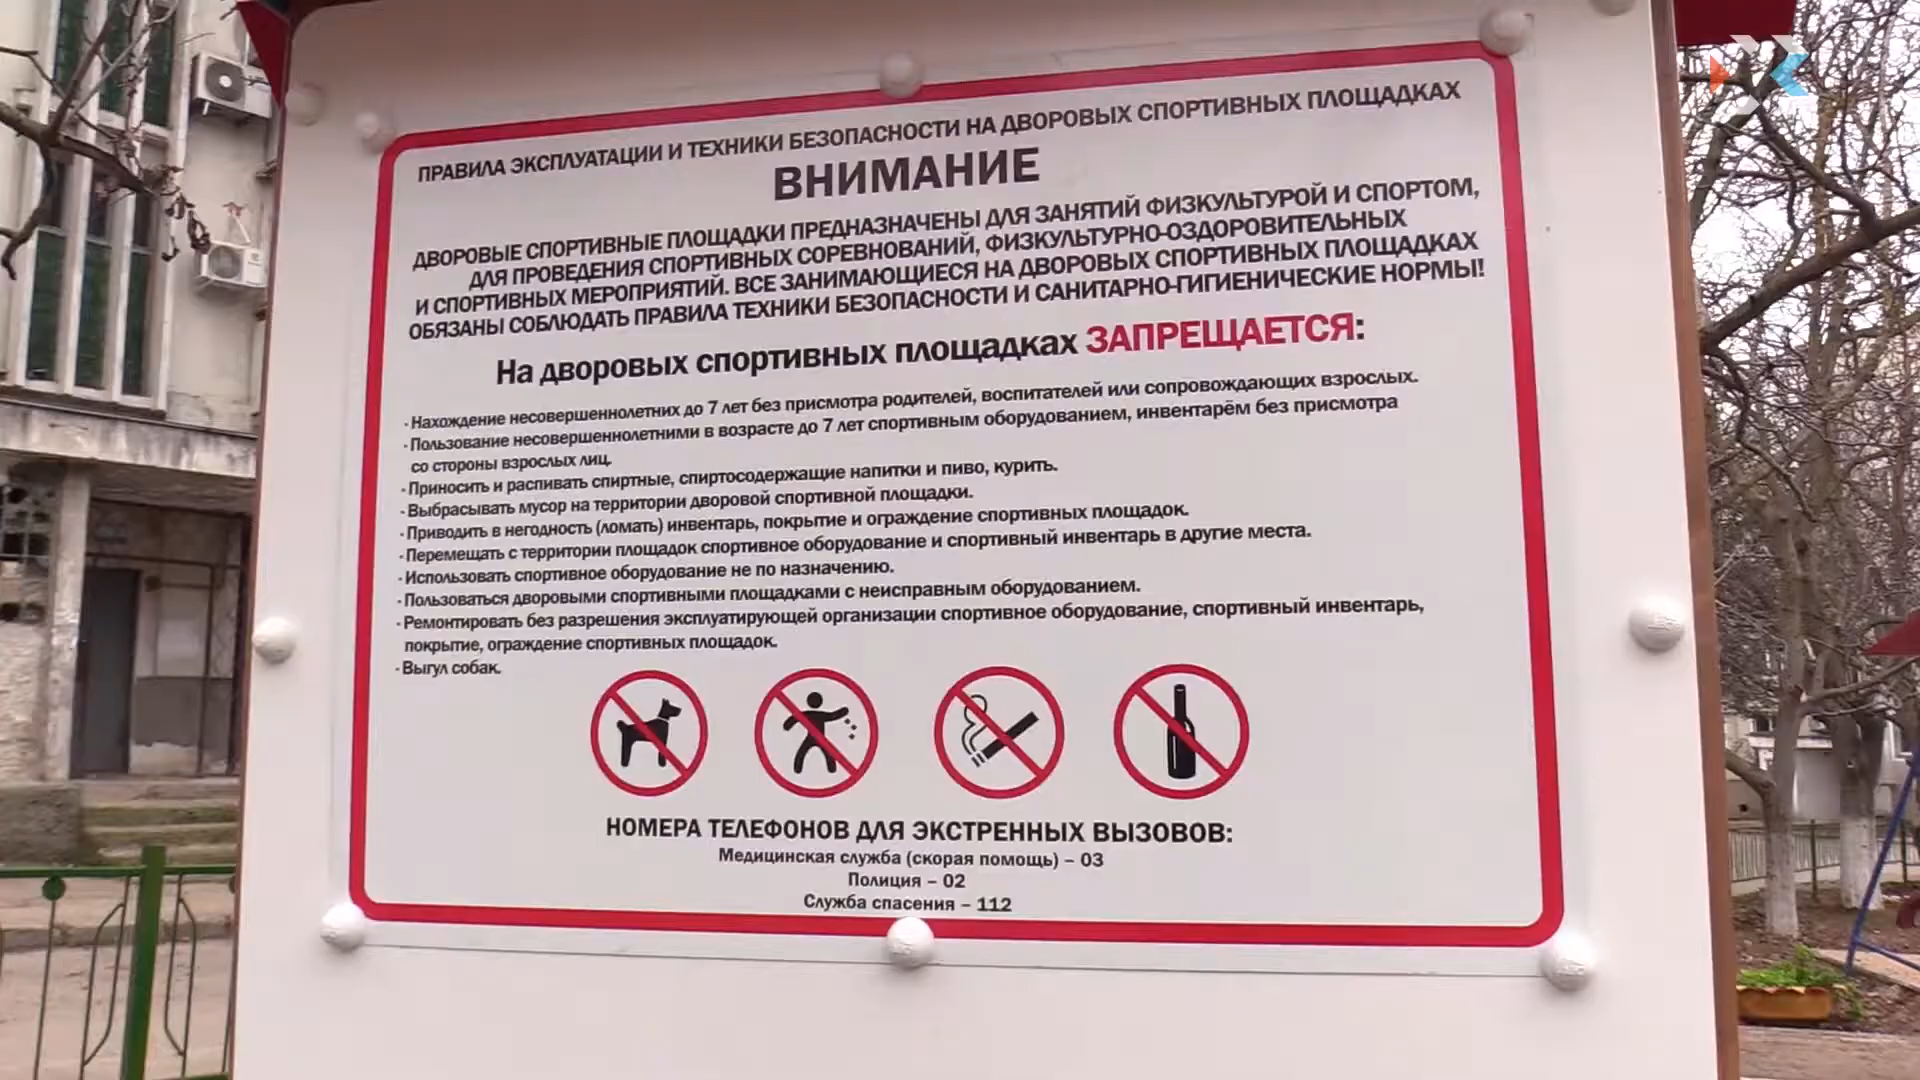 ПРАВИЛА ЭКСПЛУАТАЦИИ И ТЕХНИКИ БЕЗОПАСНОСТИ НА ДВОРОВЫХ СПОРТИВНЫХ ПЛОЩАДКАХ
ВНИМАНИЕ
ДВОРОВЫЕ СПОРТИВНЫЕ ПЛОЩАДКИ ПРЕДНАЗНАЧЕНЫ ДЛЯ ЗАНЯТИЙ ФИЗКУЛЬТУРОЙ И СПОРТОМ,
ДЛЯ ПРОВЕДЕНИЯ СПОРТИВНЫХ СОРЕВНОВАНИЙ, ФИЗКУЛЬТУРНО-ОЗДОРОВИТЕЛЬНЫХ
И СПОРТИВНЫХ МЕРОПРИЯТИЙ. ВСЕ ЗАНИМАЮЩИЕСЯ НА ДВОРОВЫХ СПОРТИВНЫХ ПЛОЩАДКАХ
ОБЯЗАНЫ СОБЛЮДАТЬ ПРАВИЛА ТЕХНИКИ БЕЗОПАСНОСТИ И САНИТАРНО-ГИГИЕНИЧЕСКИЕ НОРМЫ!
На дворовых спортивных площадках ЗАПРЕЩАЕТСЯ:
- Нахождение несовершеннолетних до 7 лет без присмотра родителей, воспитателей или сопровождающих взрослых.
- Пользование несовершеннолетними в возрасте до 7 лет спортивным оборудованием, инвентарём без присмотра
со стороны взрослых лиц.
- Приносить и распивать спиртные, спиртосодержащие напитки и пиво, курить.
- Выбрасывать мусор на территории дворовой спортивной площадки.
- Приводить в негодность (ломать) инвентарь, покрытие и ограждение спортивных площадок.
- Перемещать с территории площадок спортивное оборудование и спортивный инвентарь в другие места.
- Использовать спортивное оборудование не по назначению.
- Пользоваться дворовыми спортивными площадками с неисправным оборудованием.
- Ремонтировать без разрешения эксплуатирующей организации спортивное оборудование, спортивный инвентарь,
покрытие, ограждение спортивных площадок.
- Выгул собак.
НОМЕРА ТЕЛЕФОНОВ ДЛЯ ЭКСТРЕННЫХ ВЫЗОВОВ:
Медицинская служба (скорая помощь) – 03
Полиция – 02
Служба спасения – 112